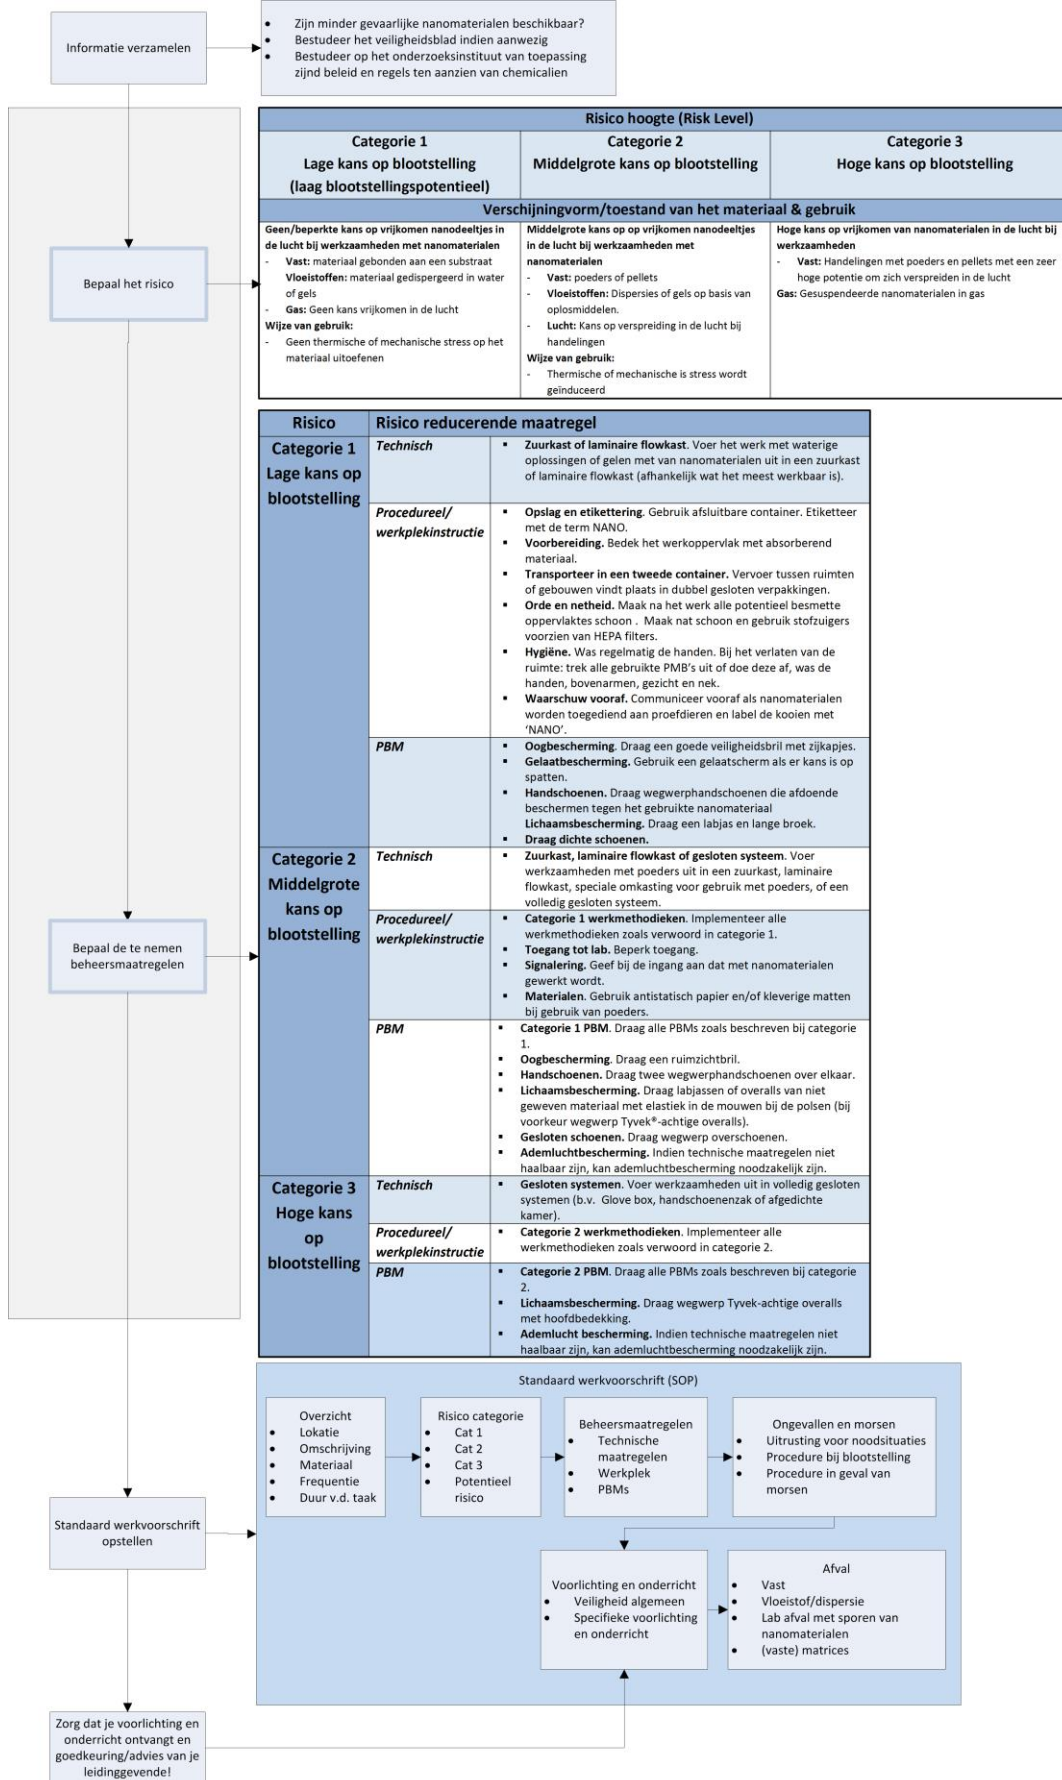 Informatie verzamelen
• Zijn minder gevaarlijke nanomaterialen beschikbaar?
• Bestudeer het veiligheidsblad indien aanwezig
• Bestudeer op het onderzoeksinstituut van toepassing
zijnd beleid en regels ten aanzien van chemicalien
Bepaal het risico
Risico hoogte (Risk Level)
Categorie 1
Lage kans op blootstelling
(laag blootstellingspotentieel)
Categorie 2
Middelgrote kans op blootstelling
Categorie 3
Hoge kans op blootstelling
Verschijningvorm/toestand van het materiaal & gebruik
Geen/beperkte kans op vrijkomen nanodeeltjes in
de lucht bij werkzaamheden met nanomaterialen
- Vast: materiaal gebonden aan een substraat
Vloeistoffen: materiaal gedispergeerd in water
of gels
- Gas: Geen kans vrijkomen in de lucht
Wijze van gebruik:
- Geen thermische of mechanische stress op het
materiaal uitoefenen
Middelgrote kans op op vrijkomen nanodeeltjes
in de lucht bij werkzaamheden met
nanomaterialen
- Vast: poeders of pellets
- Vloeistoffen: Dispersies of gels op basis van
oplosmiddelen.
- Lucht: Kans op verspreiding in de lucht bij
handelingen
Wijze van gebruik:
- Thermische of mechanische is stress wordt
geïnduceerd
Hoge kans op vrijkomen van nanomaterialen in de lucht bij
werkzaamheden
- Vast: Handelingen met poeders en pellets met een zeer
hoge potentie om zich verspreiden in de lucht
Gas: Gesuspendeerde nanomaterialen in gas
Bepaal de te nemen
beheersmaatregelen
Risico
Risico reducerende maatregel
Categorie 1
Lage kans op
blootstelling
Technisch
▪ Zuurkast of laminaire flowkast. Voer het werk met waterige
oplossingen of gelen met van nanomaterialen uit in een zuurkast
of laminaire flowkast (afhankelijk wat het meest werkbaar is).
Procedureel/
werkplekinstructie
▪ Opslag en etikettering. Gebruik afsluitbare container. Etiketteer
met de term NANO.
▪ Voorbereiding. Bedek het werkoppervlak met absorberend
materiaal.
▪ Transporteer in een tweede container. Vervoer tussen ruimten
of gebouwen vindt plaats in dubbel gesloten verpakkingen.
▪ Orde en netheid. Maak na het werk alle potentieel besmette
oppervlaktes schoon . Maak nat schoon en gebruik stofzuigers
voorzien van HEPA filters.
▪ Hygiëne. Was regelmatig de handen. Bij het verlaten van de
ruimte: trek alle gebruikte PMB's uit of doe deze af, was de
handen, bovenarmen, gezicht en nek.
▪ Waarschuw vooraf. Communiceer vooraf als nanomaterialen
worden toegediend aan proefdieren en label de kooien met
‘NANO’.
PBM
▪ Oogbescherming. Draag een goede veiligheidsbril met zijkapjes.
▪ Gelaatbescherming. Gebruik een gelaatscherm als er kans is op
spatten.
▪ Handschoenen. Draag wegwerphandschoenen die afdoende
beschermen tegen het gebruikte nanomateriaal
Lichaamsbescherming. Draag een labjas en lange broek.
▪ Draag dichte schoenen.
Categorie 2
Middelgrote
kans op
blootstelling
Technisch
▪ Zuurkast, laminaire flowkast of gesloten systeem. Voer
werkzaamheden met poeders uit in een zuurkast, laminaire
flowkast, speciale omkasting voor gebruik met poeders, of een
volledig gesloten systeem.
Procedureel/
werkplekinstructie
▪ Categorie 1 werkmethodieken. Implementeer alle
werkmethodieken zoals verwoord in categorie 1.
▪ Toegang tot lab. Beperk toegang.
▪ Signalering. Geef bij de ingang aan dat met nanomaterialen
gewerkt wordt.
▪ Materialen. Gebruik antistatisch papier en/of kleverige matten
bij gebruik van poeders.
PBM
▪ Categorie 1 PBM. Draag alle PBMs zoals beschreven bij categorie
1.
▪ Oogbescherming. Draag een ruimzichtbril.
▪ Handschoenen. Draag twee wegwerphandschoenen over elkaar.
▪ Lichaamsbescherming. Draag labjassen of overalls van niet
geweven materiaal met elastiek in de mouwen bij de polsen (bij
voorkeur wegwerp Tyvek®-achtige overalls).
▪ Gesloten schoenen. Draag wegwerp overschoenen.
▪ Ademluchtbescherming. Indien technische maatregelen niet
haalbaar zijn, kan ademluchtbescherming noodzakelijk zijn.
Categorie 3
Hoge kans
op
blootstelling
Technisch
▪ Gesloten systemen. Voer werkzaamheden uit in volledig gesloten
systemen (b.v. Glove box, handschoenenzak of afgedichte
kamer).
Procedureel/
werkplekinstructie
▪ Categorie 2 werkmethodieken. Implementeer alle
werkmethodieken zoals verwoord in categorie 2.
PBM
▪ Categorie 2 PBM. Draag alle PBMs zoals beschreven bij categorie
2.
▪ Lichaamsbescherming. Draag wegwerp Tyvek-achtige overalls
met hoofdbedekking.
▪ Ademlucht bescherming. Indien technische maatregelen niet
haalbaar zijn, kan ademluchtbescherming noodzakelijk zijn.
Standaard werkvoorschrift
opstellen
Standaard werkvoorschrift (SOP)
Overzicht
• Lokatie
• Omschrijving
• Materiaal
• Frequentie
• Duur v.d. taak
Risico categorie
• Cat 1
• Cat 2
• Cat 3
• Potentieel
risico
Beheersmaatregelen
• Technische
maatregelen
• Werkplek
• PBMs
Ongevallen en morsen
• Uitrusting voor noodsituaties
• Procedure bij blootstelling
• Procedure in geval van
morsen
Voorlichting en onderricht
• Veiligheid algemeen
• Specifieke voorlichting
en onderricht
Afval
• Vast
• Vloeistof/dispersie
• Lab afval met sporen van
nanomaterialen
• (vaste) matrices
Zorg dat je voorlichting en
onderricht ontvangt en
goedkeuring/advies van je
leidinggevende!